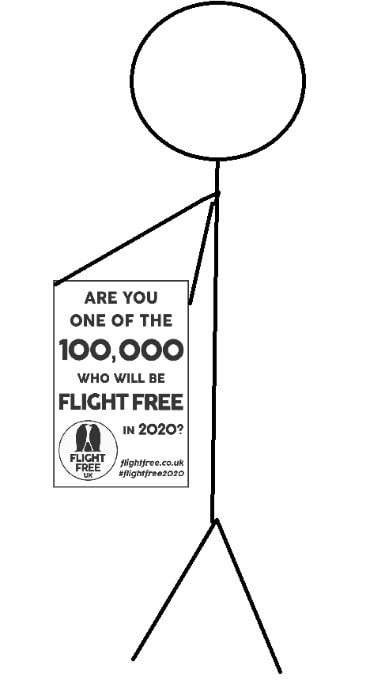 ARE YOU
ONE OF THE
100,000
WHO WILL BE
FLIGHT FREE
IN 2020?
FLIGHT
FREE
UK
flightfree.co.uk
#flightfree2020